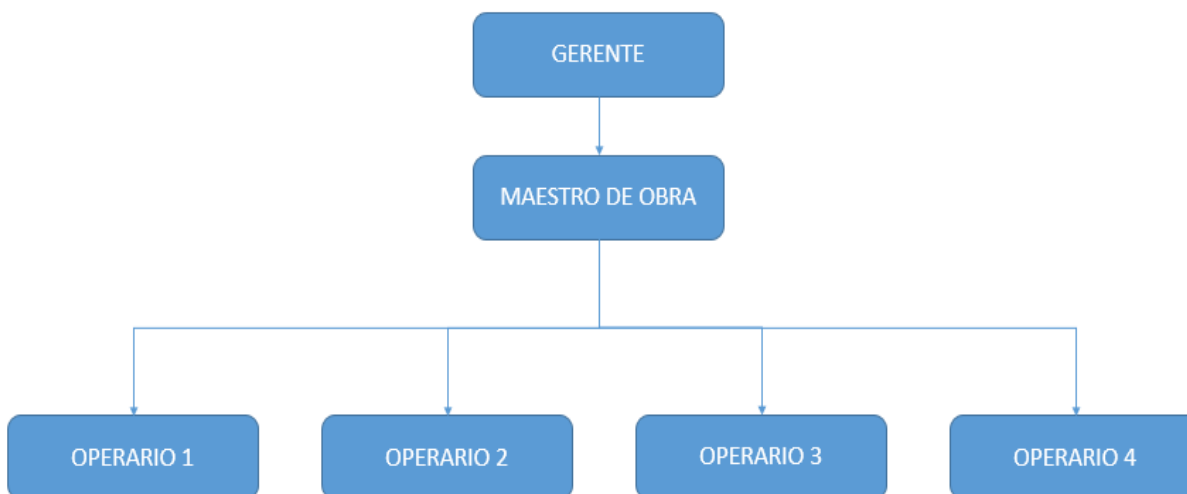 GERENTE
MAESTRO DE OBRA
OPERARIO 1
OPERARIO 2
OPERARIO 3
OPERARIO 4